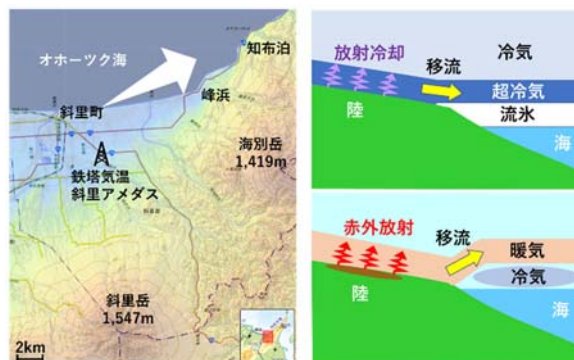 オホーツク海
知布泊
斜里町
峰浜
海別岳
1,419m
鉄塔気温
斜里アメダス
斜里岳
1,547m
2km
放射冷却
移流
冷気
超冷気
流氷
陸
海
赤外放射
移流
暖気
冷気
陸
海